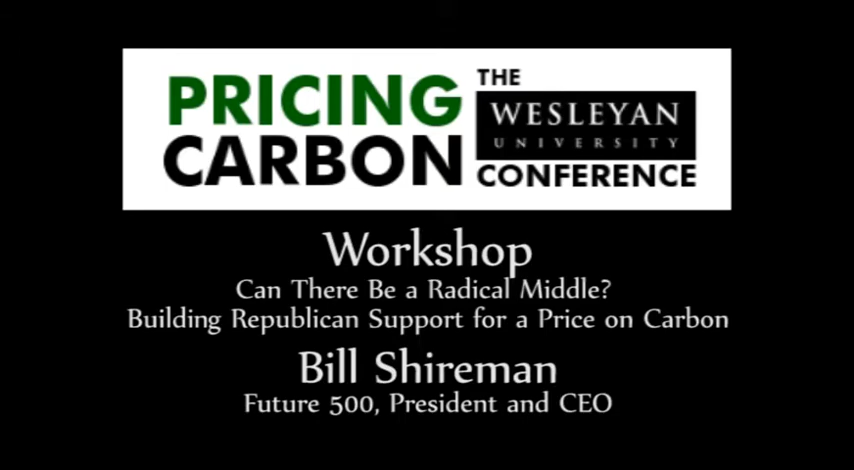 PRICING
CARBON
THE
WESLEYAN
UNIVERSITY
CONFERENCE
Workshop
Can There Be a Radical Middle?
Building Republican Support for a Price on Carbon
Bill Shireman
Future 500, President and CEO